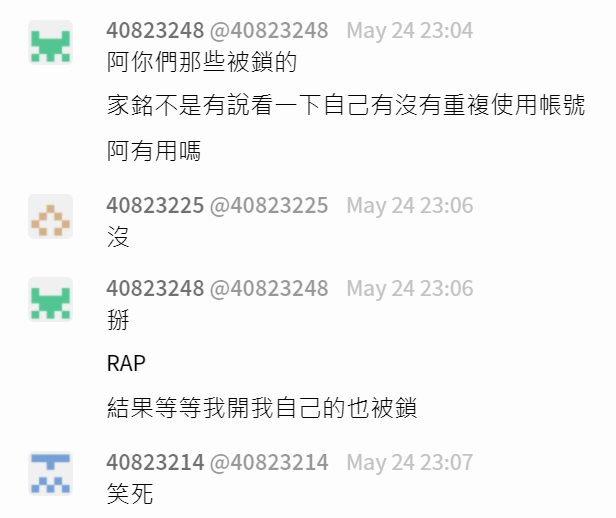 40823248 @40823248 May 24 23:04
阿你們那些被鎖的
家銘不是有說看一下自己有沒有重複使用帳號
阿有用嗎
40823225 @40823225 May 24 23:06
沒
40823248 @40823248 May 24 23:06
掰
RAP
結果等等我開我自己的也被鎖
40823214 @40823214 May 24 23:07
笑死